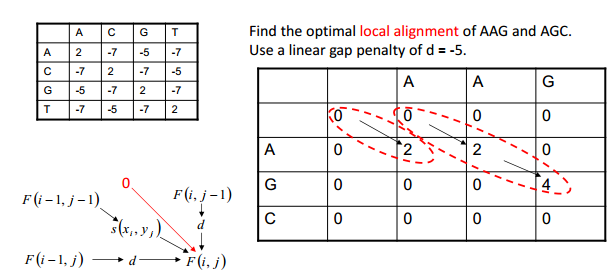 Find the optimal local alignment of AAG and AGC.
Use a linear gap penalty of d = -5.
A C G T
A 2 -7 -5 -7
C -7 2 -7 -5
G -5 -7 2 -7
T -7 -5 -7 2
A A G
0 0 0 0
A 0 2 2 0
G 0 0 0 4
C 0 0 0 0
0
F(i−1, j−1) F(i, j−1)
s(xᵢ, yⱼ) d
F(i−1, j) d F(i, j)